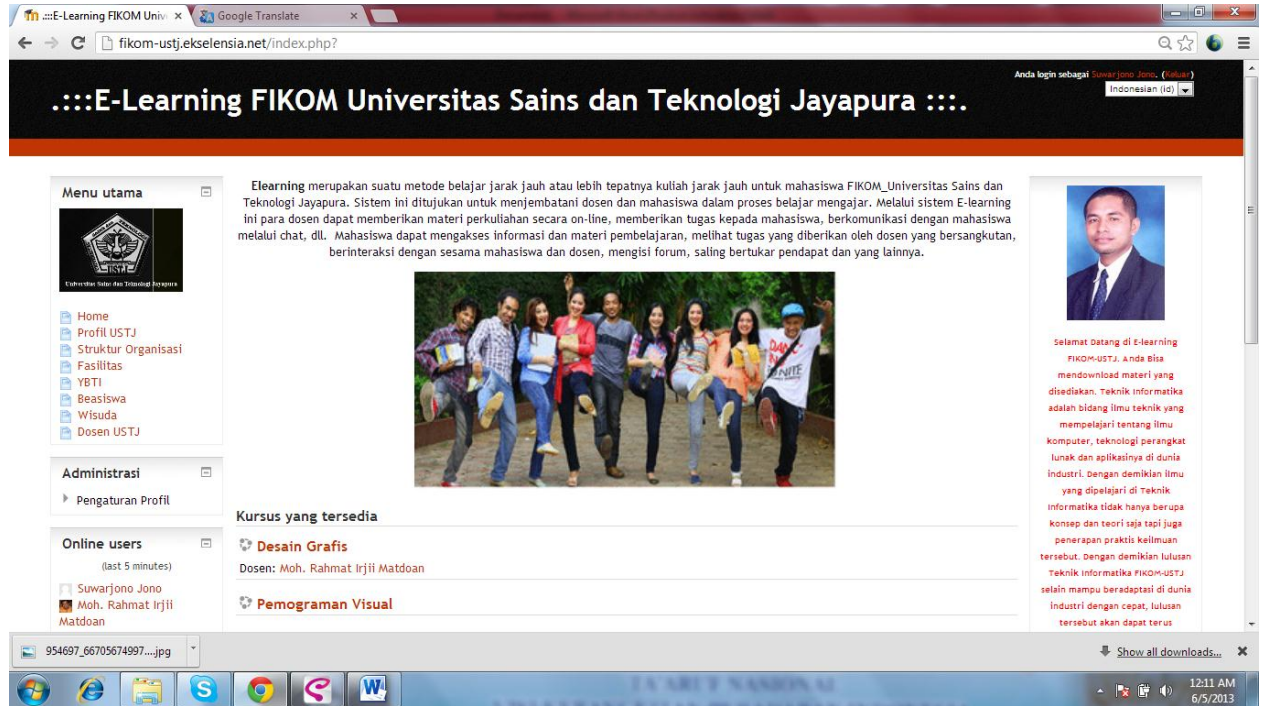 .:::E-Learning FIKOM Univ
Google Translate
fikom-ustj.ekselensia.net/index.php?
Anda login sebagai Suwarjono Jono. (Keluar)
Indonesian (id)
.:::E-Learning FIKOM Universitas Sains dan Teknologi Jayapura :::.
Menu utama
USTJ
Universitas Sains dan Teknologi Jayapura
Home
Profil USTJ
Struktur Organisasi
Fasilitas
YBTI
Beasiswa
Wisuda
Dosen USTJ
Administrasi
Pengaturan Profil
Online users
(last 5 minutes)
Suwarjono Jono
Moh. Rahmat Irjii
Matdoan
Elearning merupakan suatu metode belajar jarak jauh atau lebih tepatnya kuliah jarak jauh untuk mahasiswa FIKOM_Universitas Sains dan
Teknologi Jayapura. Sistem ini ditujukan untuk menjembatani dosen dan mahasiswa dalam proses belajar mengajar. Melalui sistem E-learning
ini para dosen dapat memberikan materi perkuliahan secara on-line, memberikan tugas kepada mahasiswa, berkomunikasi dengan mahasiswa
melalui chat, dll. Mahasiswa dapat mengakses informasi dan materi pembelajaran, melihat tugas yang diberikan oleh dosen yang bersangkutan,
berinteraksi dengan sesama mahasiswa dan dosen, mengisi forum, saling bertukar pendapat dan yang lainnya.
Kursus yang tersedia
Desain Grafis
Dosen: Moh. Rahmat Irjii Matdoan
Pemograman Visual
Selamat Datang di E-learning
FIKOM-USTJ. Anda Bisa
mendownload materi yang
disediakan. Teknik Informatika
adalah bidang ilmu teknik yang
mempelajari tentang ilmu
komputer, teknologi perangkat
lunak dan aplikasinya di dunia
industri. Dengan demikian ilmu
yang dipelajari di Teknik
Informatika tidak hanya berupa
konsep dan teori saja tapi juga
penerapan praktis keilmuan
tersebut. Dengan demikian lulusan
Teknik Informatika FIKOM-USTJ
selain mampu beradaptasi di dunia
industri dengan cepat, lulusan
tersebut akan dapat terus
954697_66705674997....jpg
Show all downloads...
12:11 AM
6/5/2013